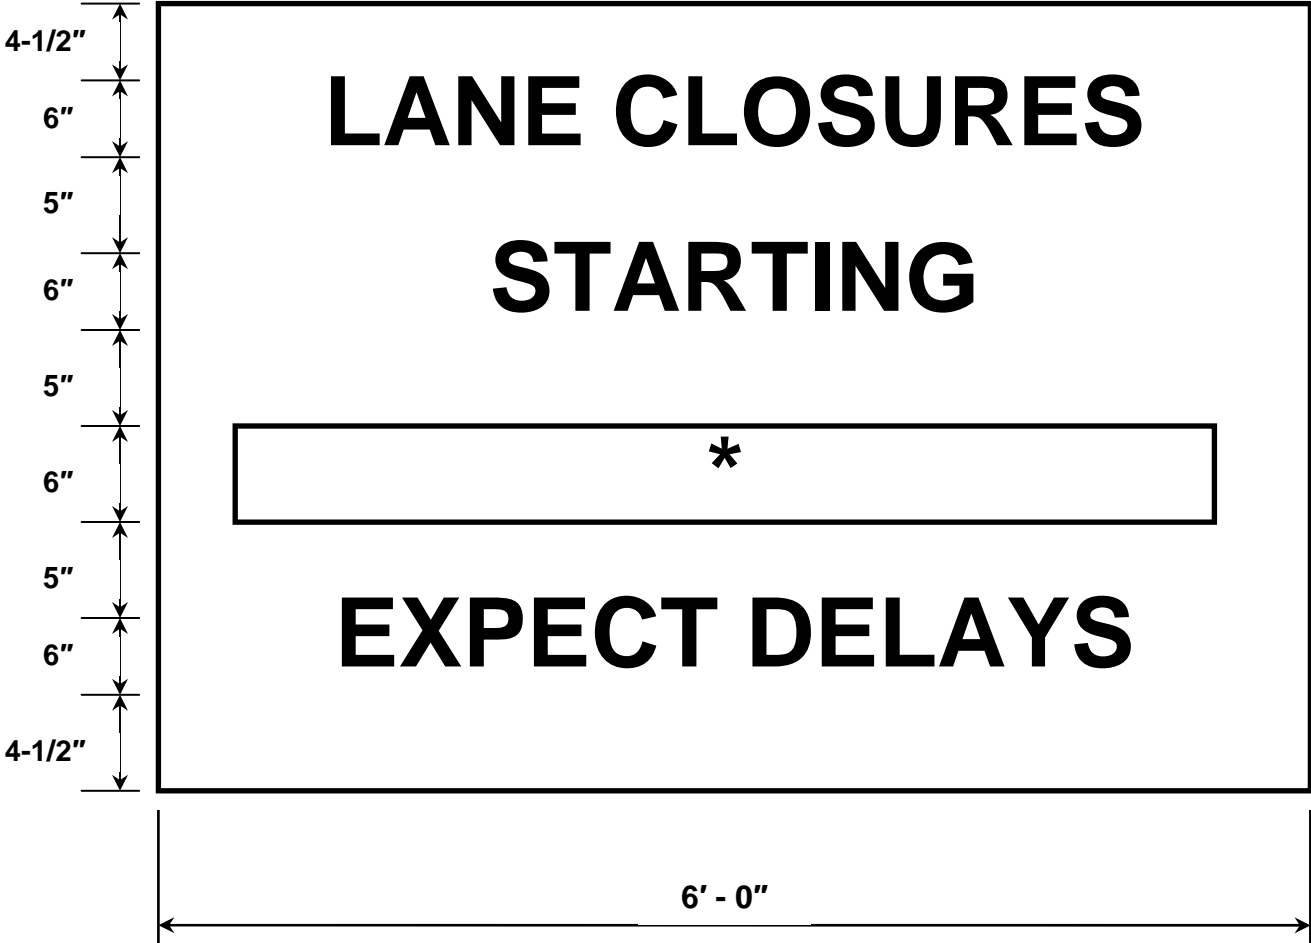 4-1/2″
6″
LANE CLOSURES
5″
6″
STARTING
5″
6″
*
5″
6″
EXPECT DELAYS
4-1/2″
6′ - 0″